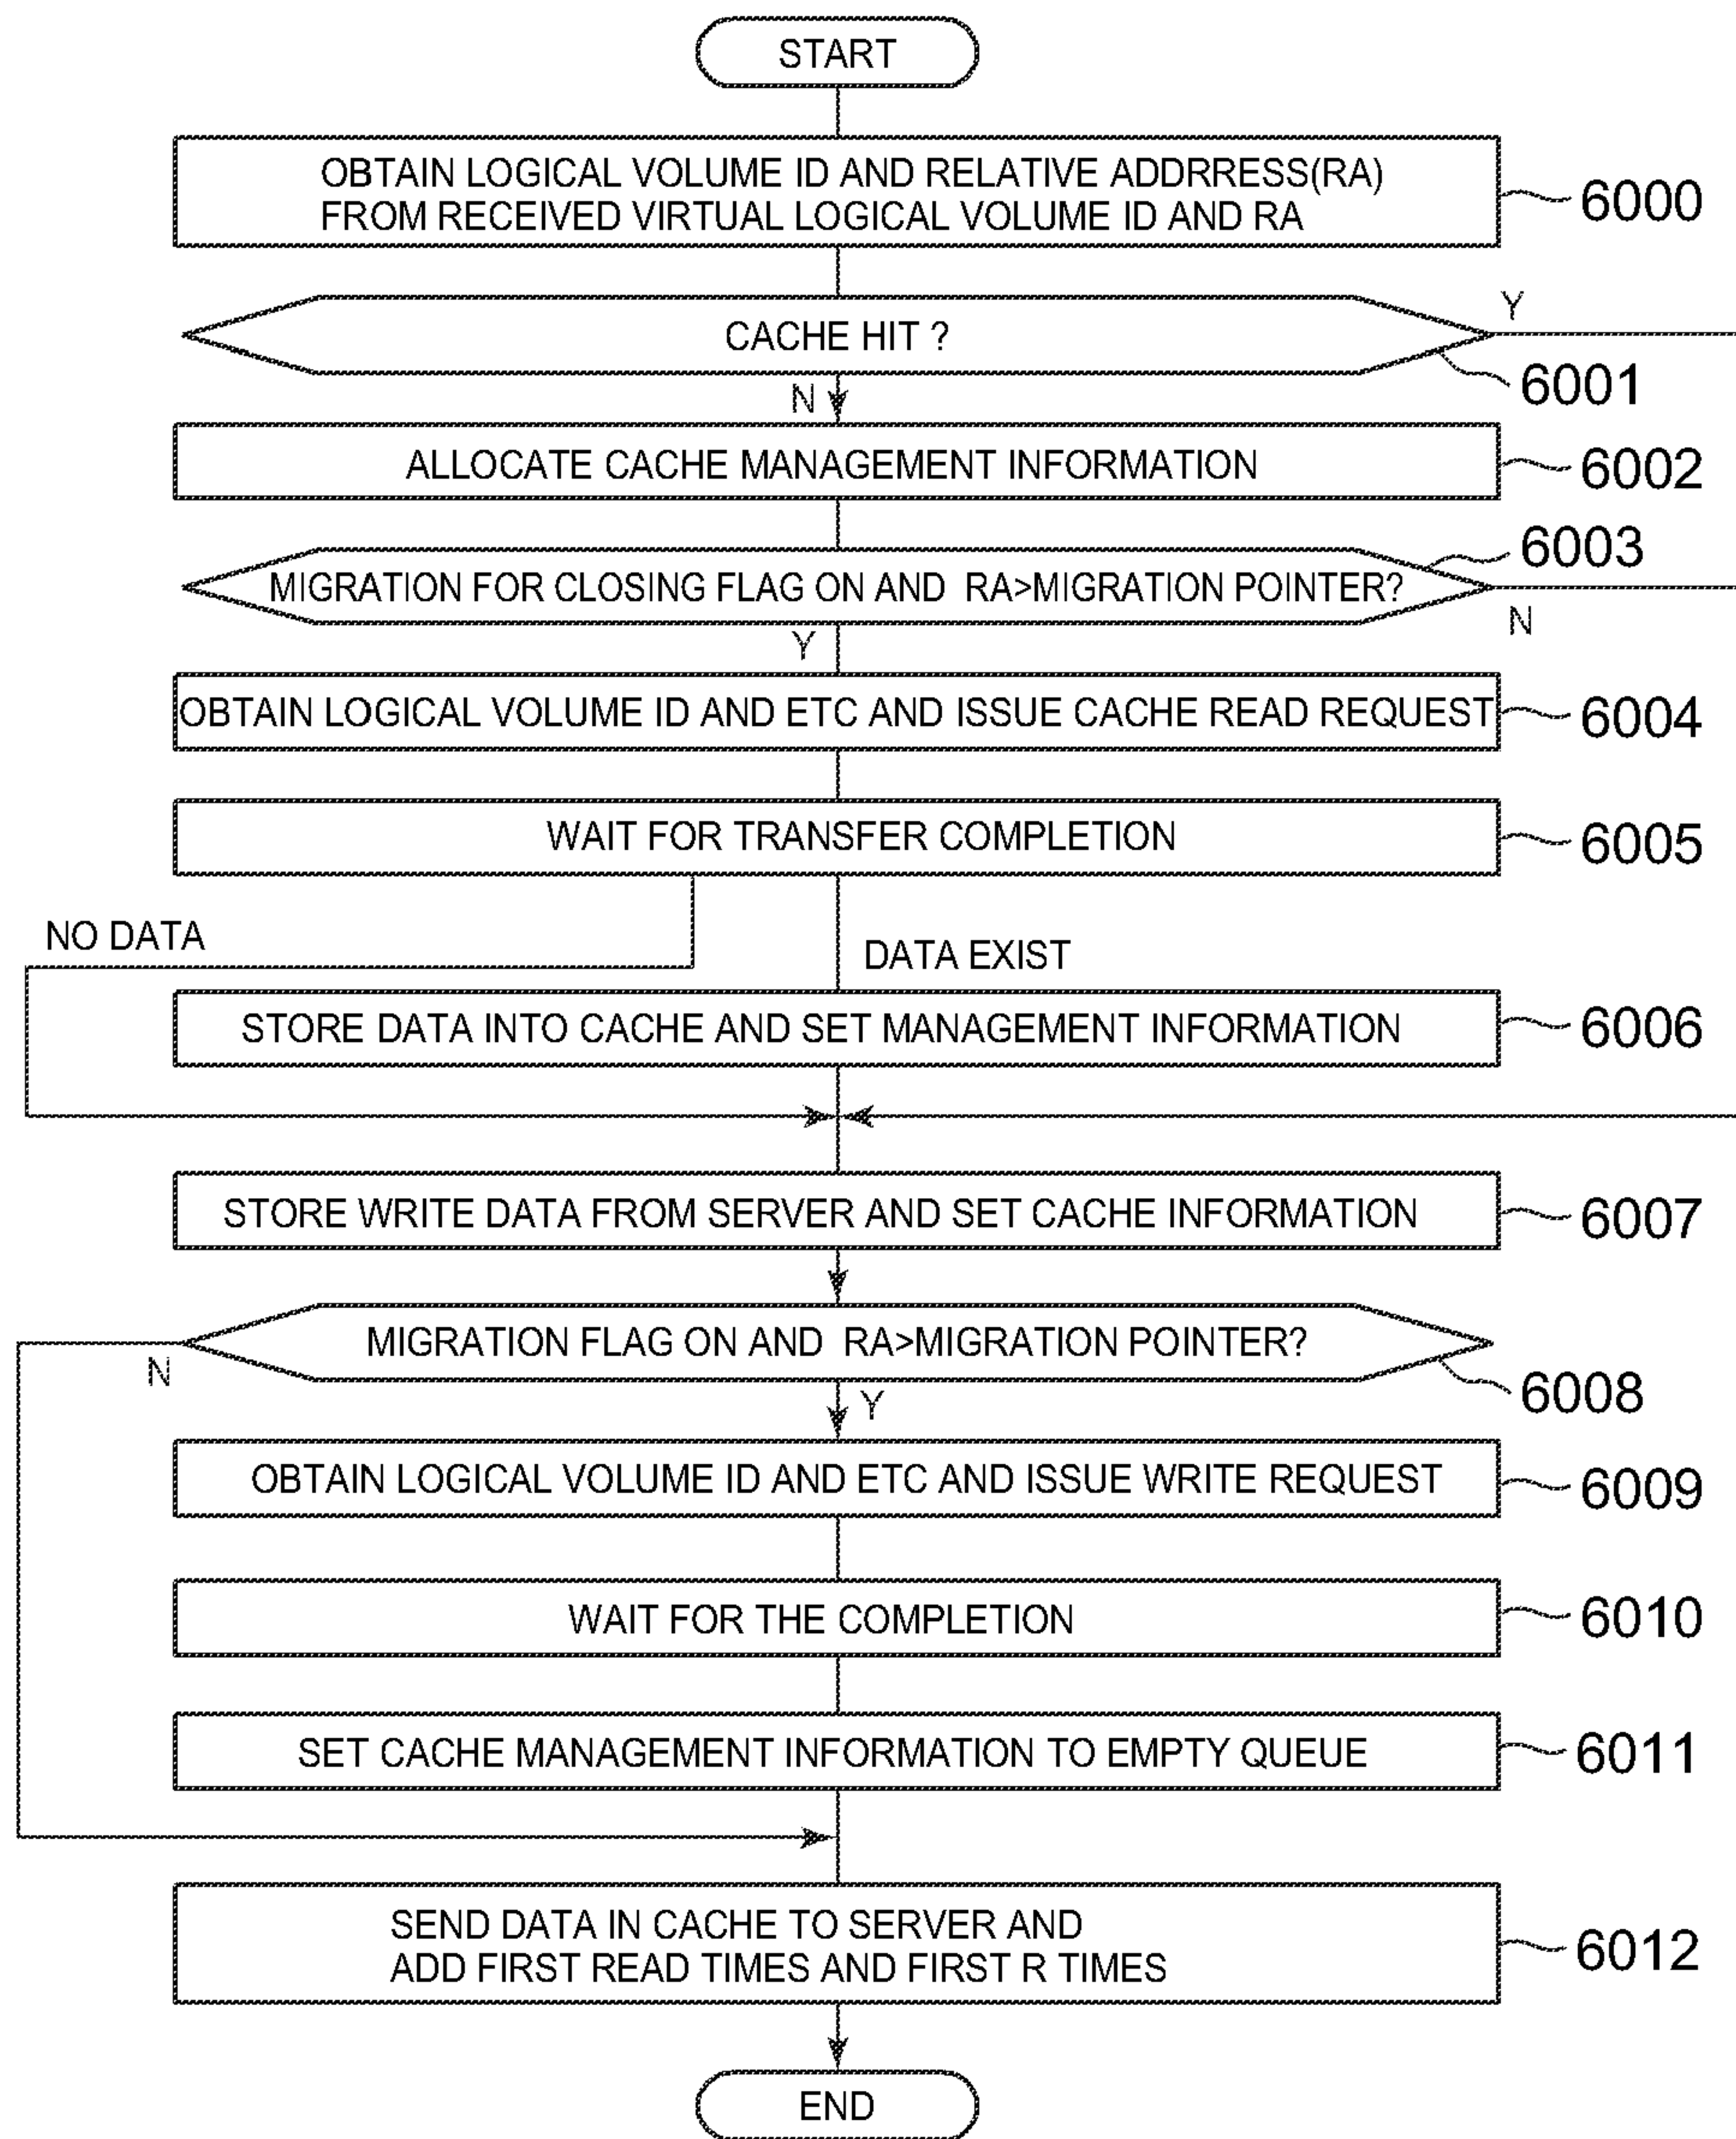 START
OBTAIN LOGICAL VOLUME ID AND RELATIVE ADDRRESS(RA)
FROM RECEIVED VIRTUAL LOGICAL VOLUME ID AND RA
6000
CACHE HIT ?
Y
6001
N
ALLOCATE CACHE MANAGEMENT INFORMATION
6002
MIGRATION FOR CLOSING FLAG ON AND RA>MIGRATION POINTER?
6003
N
Y
OBTAIN LOGICAL VOLUME ID AND ETC AND ISSUE CACHE READ REQUEST
6004
WAIT FOR TRANSFER COMPLETION
6005
NO DATA
DATA EXIST
STORE DATA INTO CACHE AND SET MANAGEMENT INFORMATION
6006
STORE WRITE DATA FROM SERVER AND SET CACHE INFORMATION
6007
MIGRATION FLAG ON AND RA>MIGRATION POINTER?
N
6008
Y
OBTAIN LOGICAL VOLUME ID AND ETC AND ISSUE WRITE REQUEST
6009
WAIT FOR THE COMPLETION
6010
SET CACHE MANAGEMENT INFORMATION TO EMPTY QUEUE
6011
SEND DATA IN CACHE TO SERVER AND
ADD FIRST READ TIMES AND FIRST R TIMES
6012
END